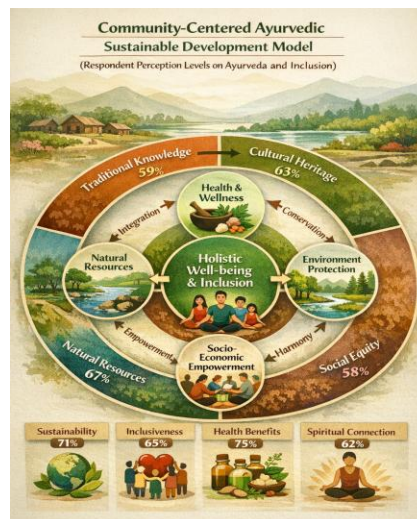 Community-Centered Ayurvedic
Sustainable Development Model
(Respondent Perception Levels on Ayurveda and Inclusion)
Traditional Knowledge
59%
Cultural Heritage
63%
Health &
Wellness
Integration
Conservation
Natural
Resources
Holistic
Well-being
& Inclusion
Environment
Protection
Empowerment
Harmony
Socio-
Economic
Empowerment
Natural Resources
67%
Social Equity
58%
Sustainability
71%
Inclusiveness
65%
Health Benefits
75%
Spiritual Connection
62%